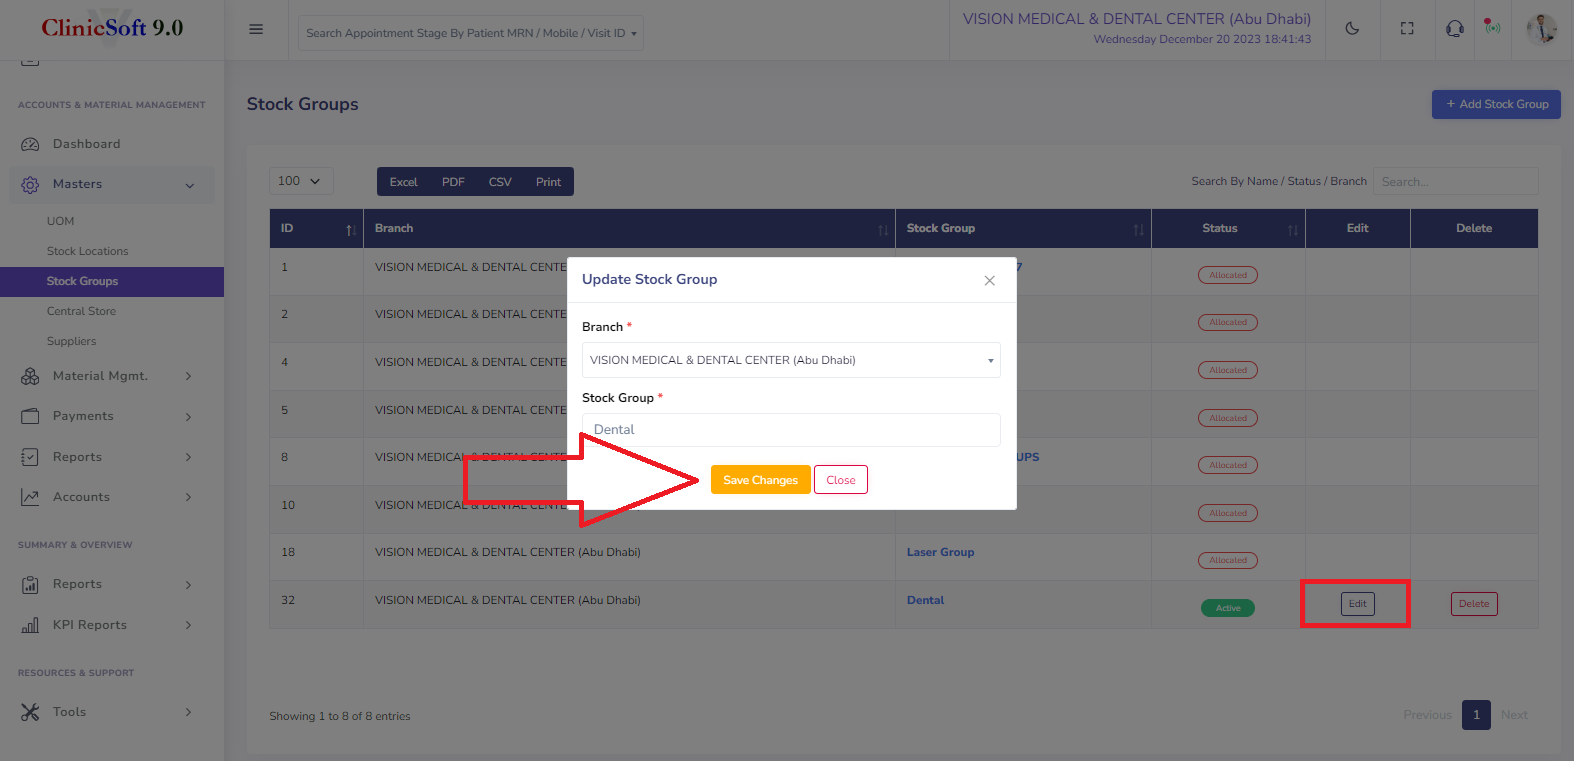 ClinicSoft 9.0
Search Appointment Stage By Patient MRN / Mobile / Visit ID
VISION MEDICAL & DENTAL CENTER (Abu Dhabi)
Wednesday December 20 2023 18:41:43
ACCOUNTS & MATERIAL MANAGEMENT
Dashboard
Masters
UOM
Stock Locations
Stock Groups
Central Store
Suppliers
Material Mgmt.
Payments
Reports
Accounts
SUMMARY & OVERVIEW
Reports
KPI Reports
RESOURCES & SUPPORT
Tools
Stock Groups
+ Add Stock Group
100
Excel PDF CSV Print
Search By Name / Status / Branch Search...
ID Branch Stock Group Status Edit Delete
1 VISION MEDICAL & DENTAL CENTE 7 Allocated
2 VISION MEDICAL & DENTAL CENTE Allocated
4 VISION MEDICAL & DENTAL CENTE Allocated
5 VISION MEDICAL & DENTAL CENTE Allocated
8 VISION MEDICAL & DENTAL CENTE UPS Allocated
10 VISION MEDICAL & DENTAL CENTE Allocated
18 VISION MEDICAL & DENTAL CENTER (Abu Dhabi) Laser Group Allocated
32 VISION MEDICAL & DENTAL CENTER (Abu Dhabi) Dental Active Edit Delete
Update Stock Group
Branch *
VISION MEDICAL & DENTAL CENTER (Abu Dhabi)
Stock Group *
Dental
Save Changes Close
Showing 1 to 8 of 8 entries
Previous 1 Next